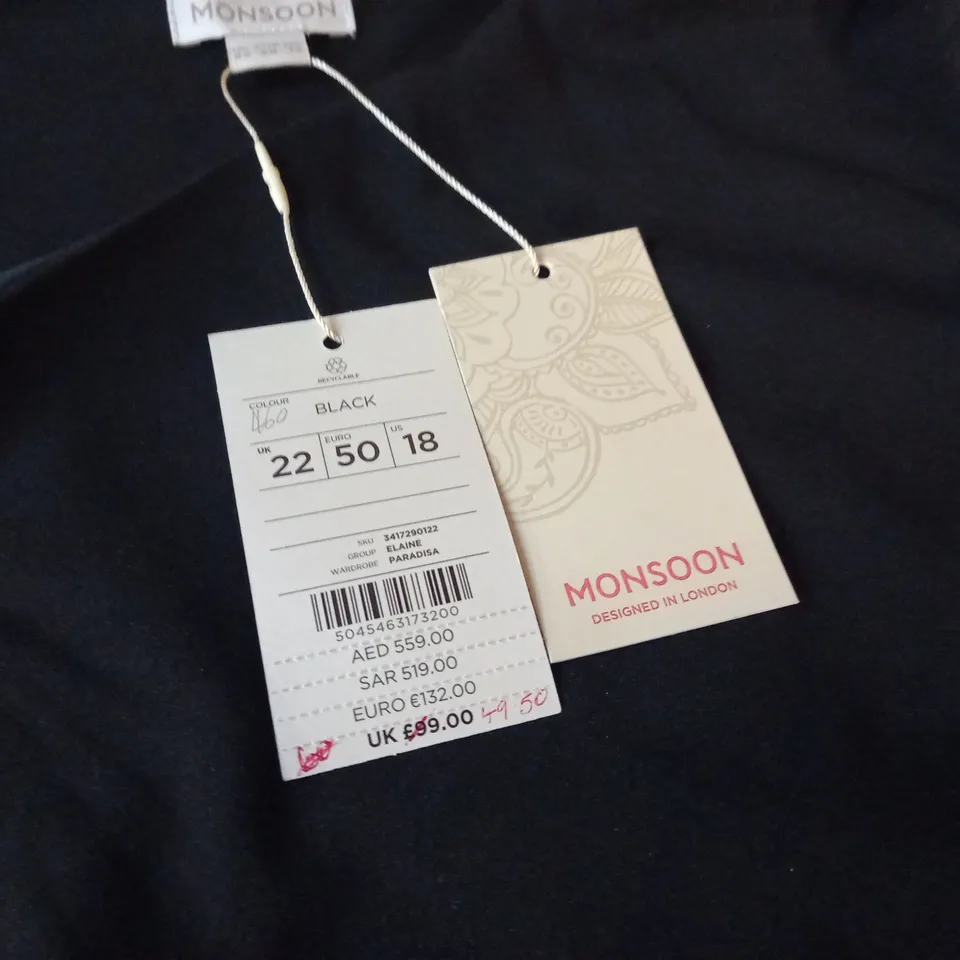 MONSOON
RECYCLABLE
COLOUR BLACK
UK 22 EURO 50 US 18
SKU 3417290122
GROUP ELAINE
WARDROBE PARADISA
5045463173200
AED 559.00
SAR 519.00
EURO €132.00
UK £99.00 49 50
MONSOON
DESIGNED IN LONDON